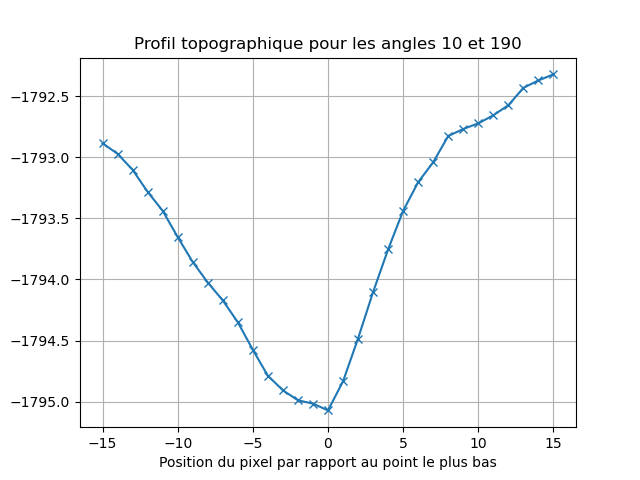 Profil topographique pour les angles 10 et 190
−1792.5
−1793.0
−1793.5
−1794.0
−1794.5
−1795.0
−15 −10 −5 0 5 10 15
Position du pixel par rapport au point le plus bas